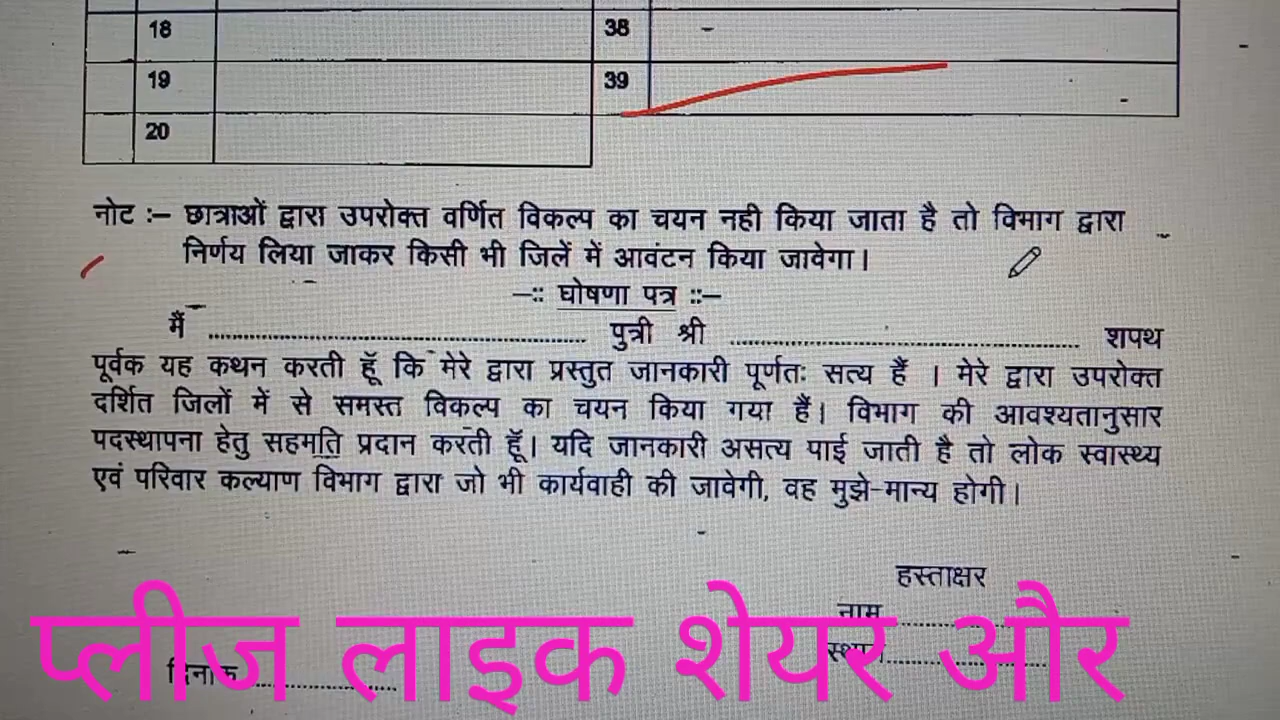 18 38
19 39
20
नोट :– छात्राओं द्वारा उपरोक्त वर्णित विकल्प का चयन नही किया जाता है तो विभाग द्वारा
निर्णय लिया जाकर किसी भी जिलें में आवंटन किया जावेगा।
–:: घोषणा पत्र ::–
मैं ........................................ पुत्री श्री ........................................ शपथ
पूर्वक यह कथन करती हूॅ कि मेरे द्वारा प्रस्तुत जानकारी पूर्णतः सत्य हैं । मेरे द्वारा उपरोक्त
दर्शित जिलों में से समस्त विकल्प का चयन किया गया हैं। विभाग की आवश्यतानुसार
पदस्थापना हेतु सहमति प्रदान करती हूॅ। यदि जानकारी असत्य पाई जाती है तो लोक स्वास्थ्य
एवं परिवार कल्याण विभाग द्वारा जो भी कार्यवाही की जावेगी, वह मुझे-मान्य होगी।
हस्ताक्षर
नाम ....................
स्थान ....................
दिनांक ....................
प्लीज लाइक शेयर और